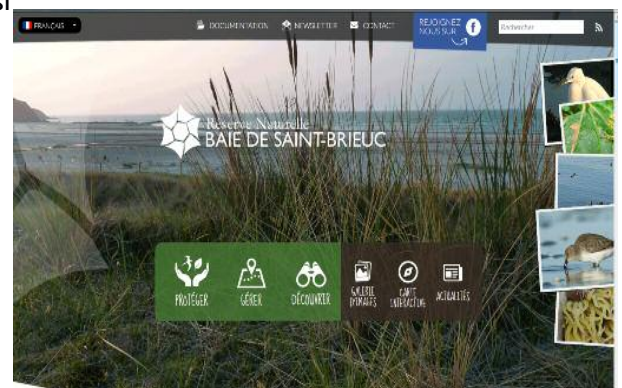 FRANÇAIS
DOCUMENTATION
NEWSLETTER
CONTACT
REJOIGNEZ
NOUS SUR f
Rechercher
Réserve Naturelle
BAIE DE SAINT-BRIEUC
PROTÉGER
GÉRER
DÉCOUVRIR
GALERIE
D'IMAGES
CARTE
INTERACTIVE
ACTUALITÉS